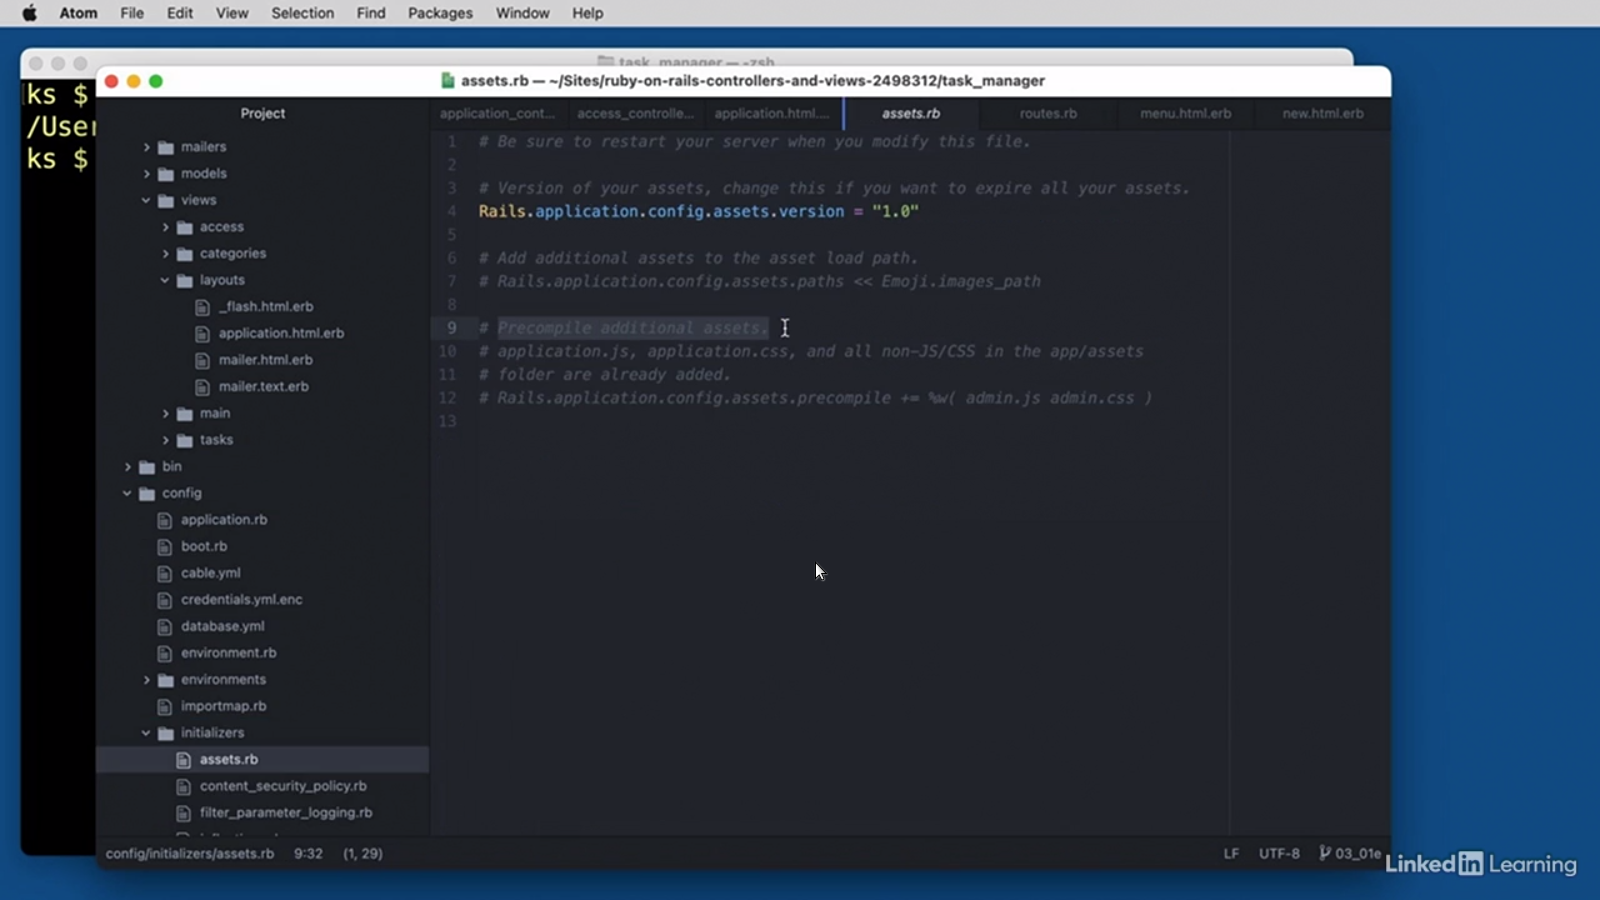 Atom File Edit View Selection Find Packages Window Help
task_manager — -zsh
ks $
/User
ks $
assets.rb — ~/Sites/ruby-on-rails-controllers-and-views-2498312/task_manager
Project
application_cont... access_controlle... application.html.... assets.rb routes.rb menu.html.erb new.html.erb
mailers
models
views
access
categories
layouts
_flash.html.erb
application.html.erb
mailer.html.erb
mailer.text.erb
main
tasks
bin
config
application.rb
boot.rb
cable.yml
credentials.yml.enc
database.yml
environment.rb
environments
importmap.rb
initializers
assets.rb
content_security_policy.rb
filter_parameter_logging.rb
1 # Be sure to restart your server when you modify this file.
2
3 # Version of your assets, change this if you want to expire all your assets.
4 Rails.application.config.assets.version = "1.0"
5
6 # Add additional assets to the asset load path.
7 # Rails.application.config.assets.paths << Emoji.images_path
8
9 # Precompile additional assets.
10 # application.js, application.css, and all non-JS/CSS in the app/assets
11 # folder are already added.
12 # Rails.application.config.assets.precompile += %w( admin.js admin.css )
13
config/initializers/assets.rb 9:32 (1, 29) LF UTF-8 03_01e
LinkedIn Learning